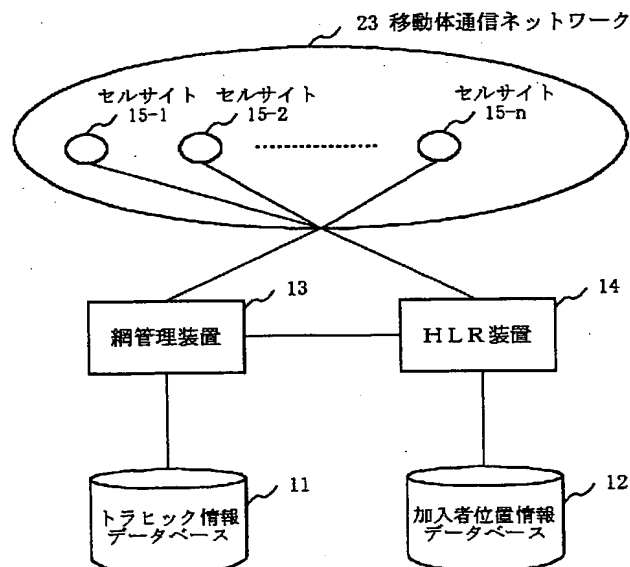 23 移動体通信ネットワーク
セルサイト
15-1
セルサイト
15-2
セルサイト
15-n
13
網管理装置
14
HLR装置
11
トラヒック情報
データベース
12
加入者位置情報
データベース